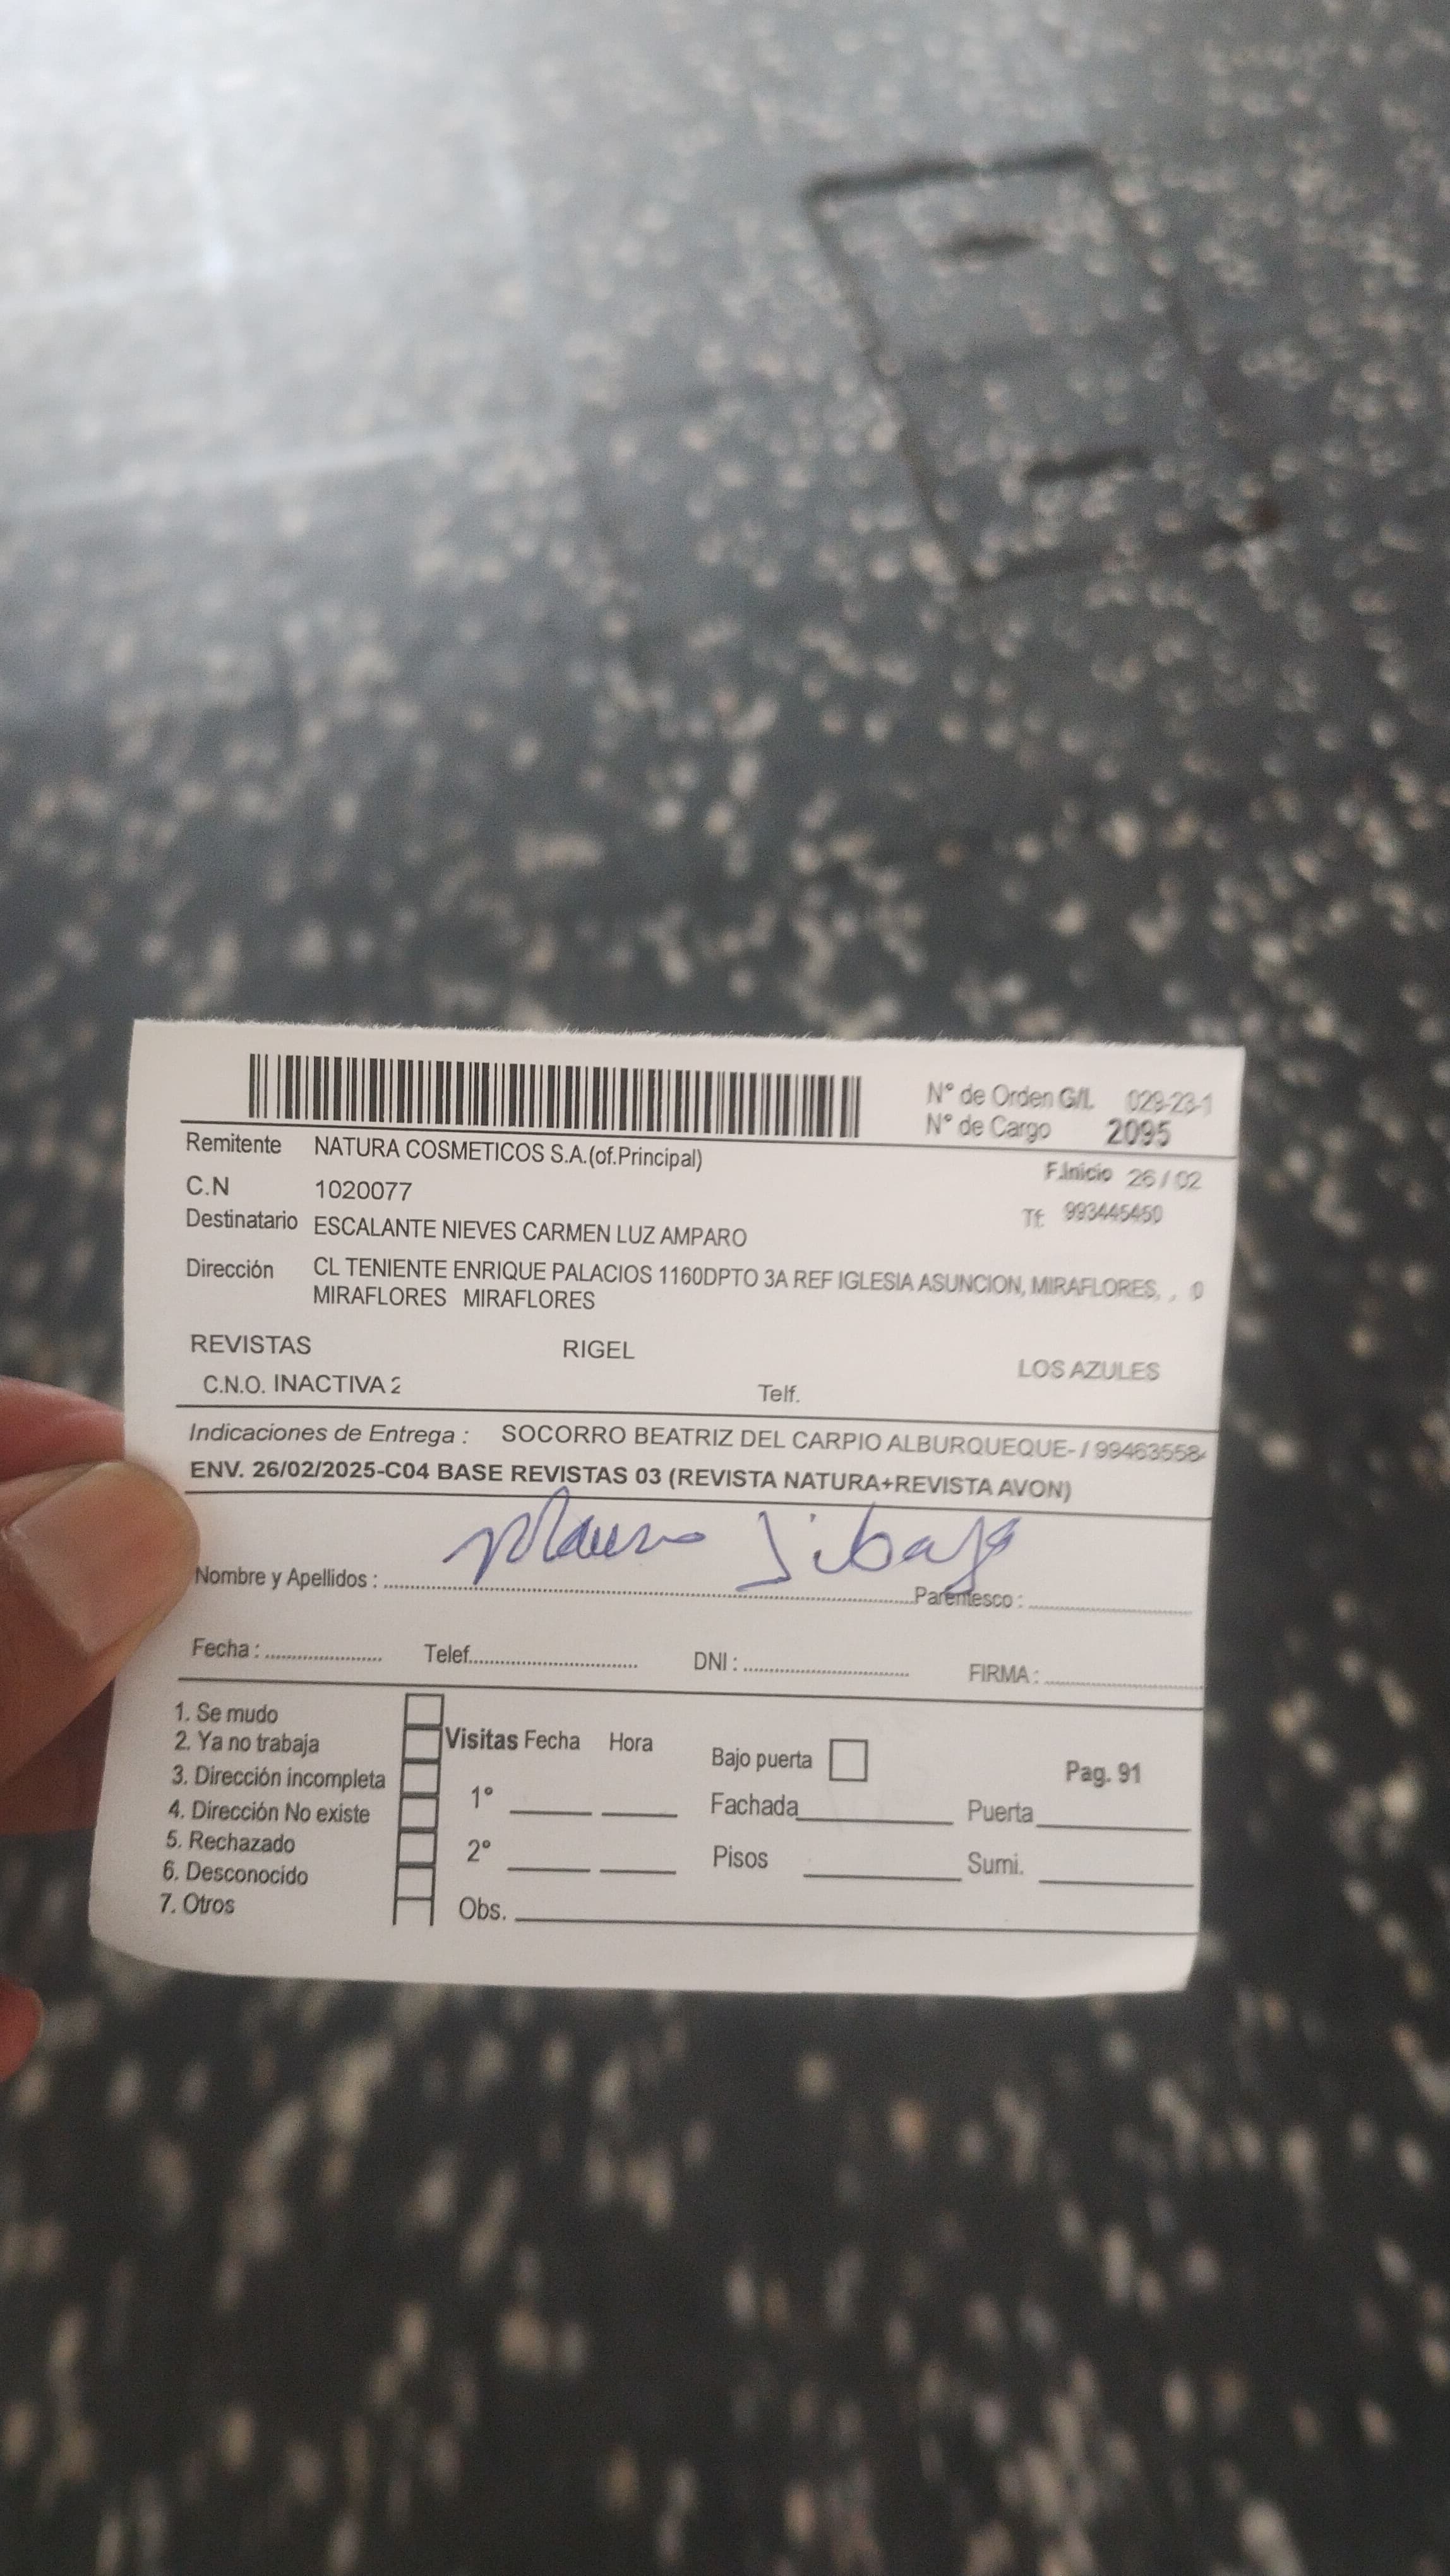 N° de Orden G/L 029-23-1
N° de Cargo 2095
Remitente NATURA COSMETICOS S.A.(of.Principal)
F.Inicio 26 / 02
C.N 1020077
Tf: 993445450
Destinatario ESCALANTE NIEVES CARMEN LUZ AMPARO
Dirección CL TENIENTE ENRIQUE PALACIOS 1160DPTO 3A REF IGLESIA ASUNCION, MIRAFLORES, , 0
MIRAFLORES MIRAFLORES
REVISTAS RIGEL LOS AZULES
C.N.O. INACTIVA 2 Telf.
Indicaciones de Entrega : SOCORRO BEATRIZ DEL CARPIO ALBURQUEQUE- / 99463558
ENV. 26/02/2025-C04 BASE REVISTAS 03 (REVISTA NATURA+REVISTA AVON)
Nombre y Apellidos : Parentesco :
Fecha : Telef. DNI : FIRMA :
1. Se mudo
2. Ya no trabaja
3. Dirección incompleta
4. Dirección No existe
5. Rechazado
6. Desconocido
7. Otros
Visitas Fecha Hora
1°
2°
Obs.
Bajo puerta
Fachada
Pisos
Pag. 91
Puerta
Sumi.